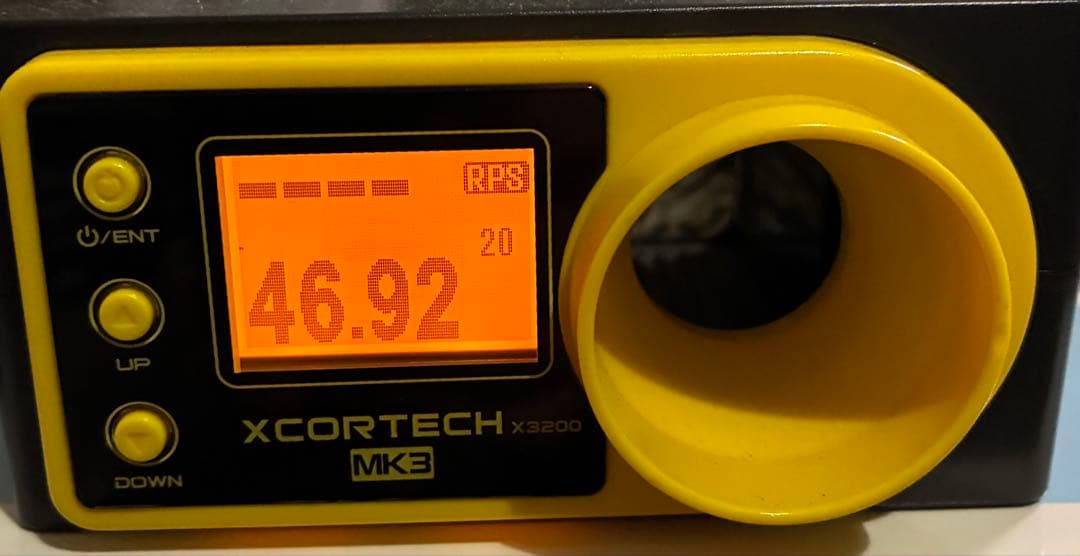 RPS
20
46.92
⏻/ENT
UP
DOWN
XCORTECH X3200
MK3